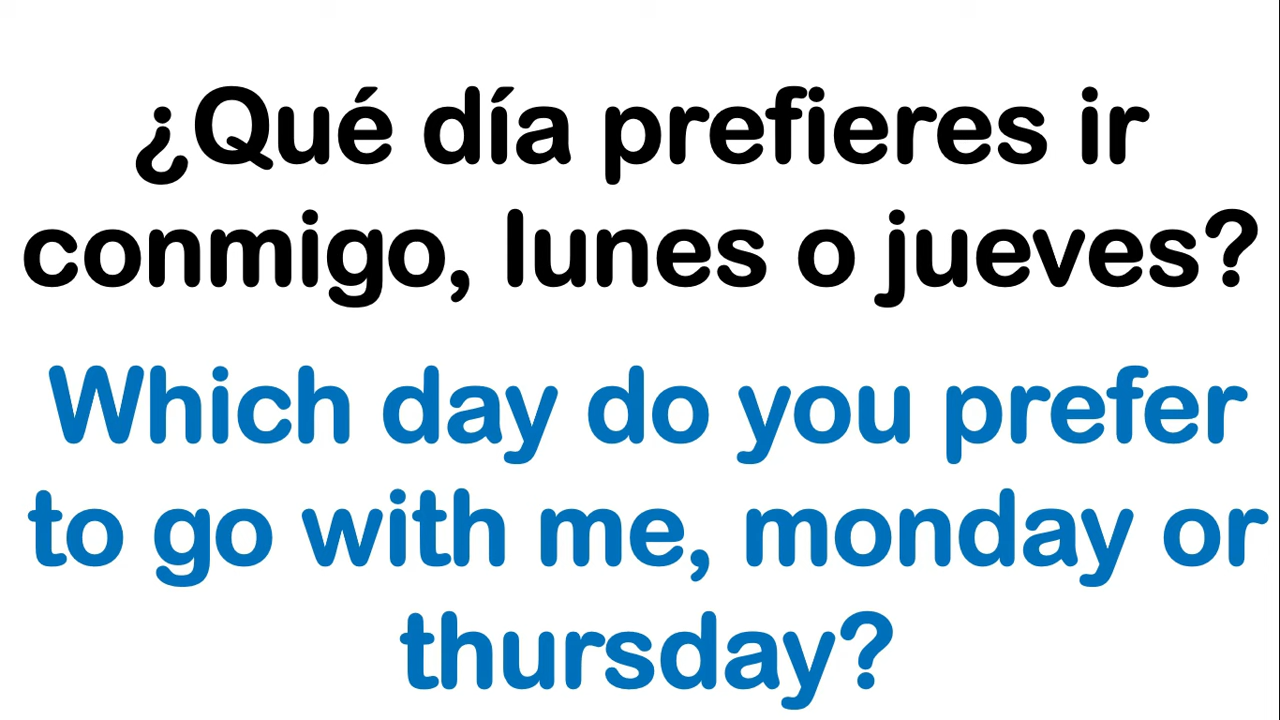 ¿Qué día prefieres ir
conmigo, lunes o jueves?
Which day do you prefer
to go with me, monday or
thursday?